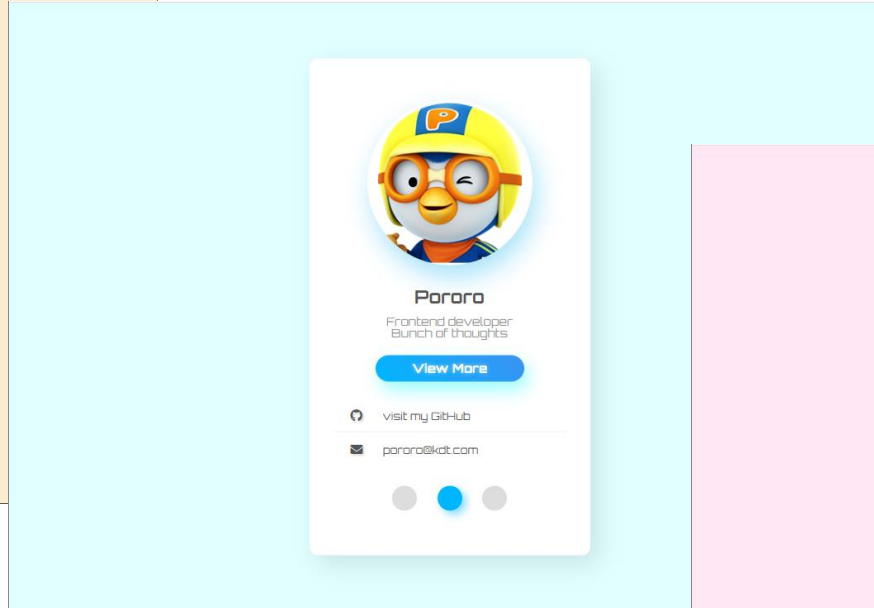 P
Pororo
Frontend developer
Bunch of thoughts
View More
visit my GitHub
pororo@kdt.com